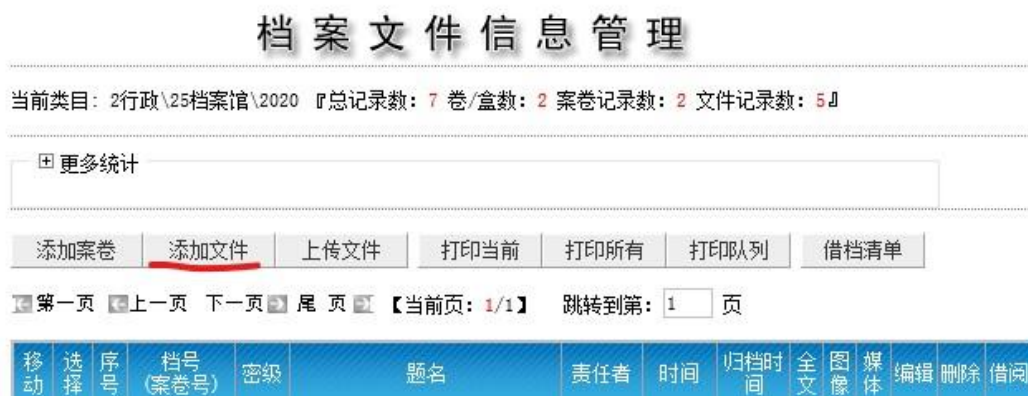 档案文件信息管理
当前类目：2行政\25档案馆\2020 『总记录数：7 卷/盒数：2 案卷记录数：2 文件记录数：5』
更多统计
添加案卷 添加文件 上传文件 打印当前 打印所有 打印队列 借档清单
第一页 上一页 下一页 尾 页 【当前页：1/1】 跳转到第：1 页
移动 选择 序号 档号(案卷号) 密级 题名 责任者 时间 归档时间 全文 图像 媒体 编辑 删除 借阅